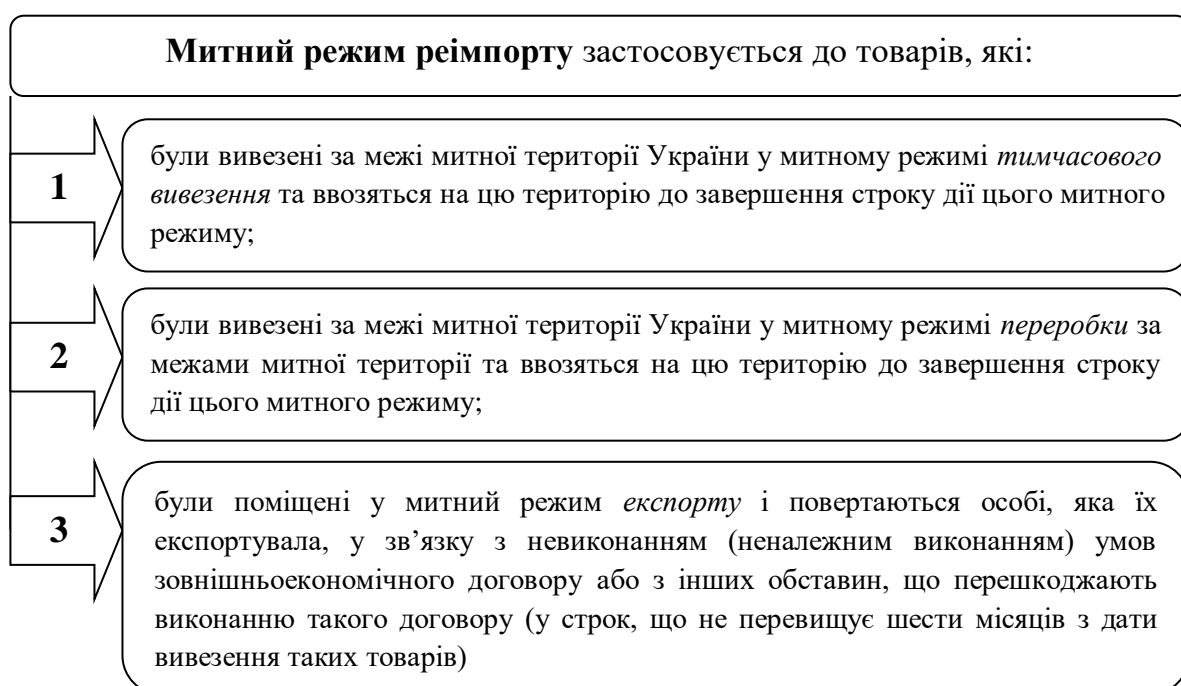 Митний режим реімпорту застосовується до товарів, які:
1
були вивезені за межі митної території України у митному режимі тимчасового
вивезення та ввозяться на цю територію до завершення строку дії цього митного
режиму;
2
були вивезені за межі митної території України у митному режимі переробки за
межами митної території та ввозяться на цю територію до завершення строку
дії цього митного режиму;
3
були поміщені у митний режим експорту і повертаються особі, яка їх
експортувала, у зв’язку з невиконанням (неналежним виконанням) умов
зовнішньоекономічного договору або з інших обставин, що перешкоджають
виконанню такого договору (у строк, що не перевищує шести місяців з дати
вивезення таких товарів)